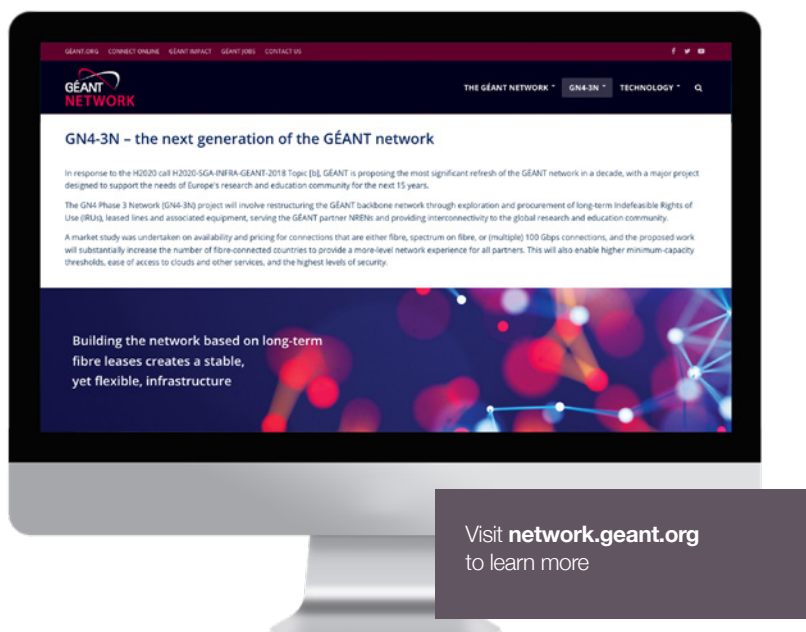 GÉANT.ORG CONNECT ONLINE GÉANT IMPACT GÉANT JOBS CONTACT US
GÉANT
NETWORK
THE GÉANT NETWORK GN4-3N TECHNOLOGY
GN4-3N – the next generation of the GÉANT network
In response to the H2020 call H2020-SGA-INFRA-GEANT-2018 Topic [b], GÉANT is proposing the most significant refresh of the GÉANT network in a decade, with a major project
designed to support the needs of Europe's research and education community for the next 15 years.
The GN4 Phase 3 Network (GN4-3N) project will involve restructuring the GÉANT backbone network through exploration and procurement of long-term Indefeasible Rights of
Use (IRUs), leased lines and associated equipment, serving the GÉANT partner NRENs and providing interconnectivity to the global research and education community.
A market study was undertaken on availability and pricing for connections that are either fibre, spectrum on fibre, or (multiple) 100 Gbps connections, and the proposed work
will substantially increase the number of fibre-connected countries to provide a more-level network experience for all partners. This will also enable higher minimum-capacity
thresholds, ease of access to clouds and other services, and the highest levels of security.
Building the network based on long-term
fibre leases creates a stable,
yet flexible, infrastructure
Visit network.geant.org
to learn more